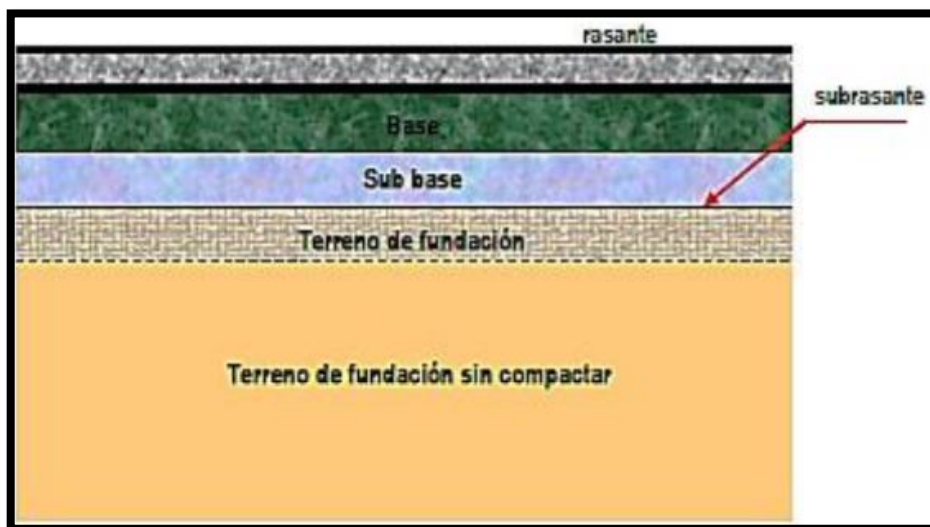 rasante
subrasante
Base
Sub base
Terreno de fundación
Terreno de fundación sin compactar